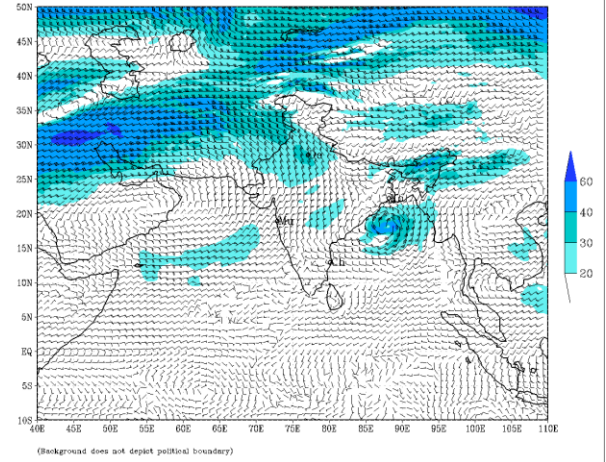 50N
45N
40N
35N
30N
25N
20N
15N
10N
5N
EQ
5S
10S
40E 45E 50E 55E 60E 65E 70E 75E 80E 85E 90E 95E 100E 105E 110E
60
40
30
20
Mu
Ch
(Background does not depict political boundary)